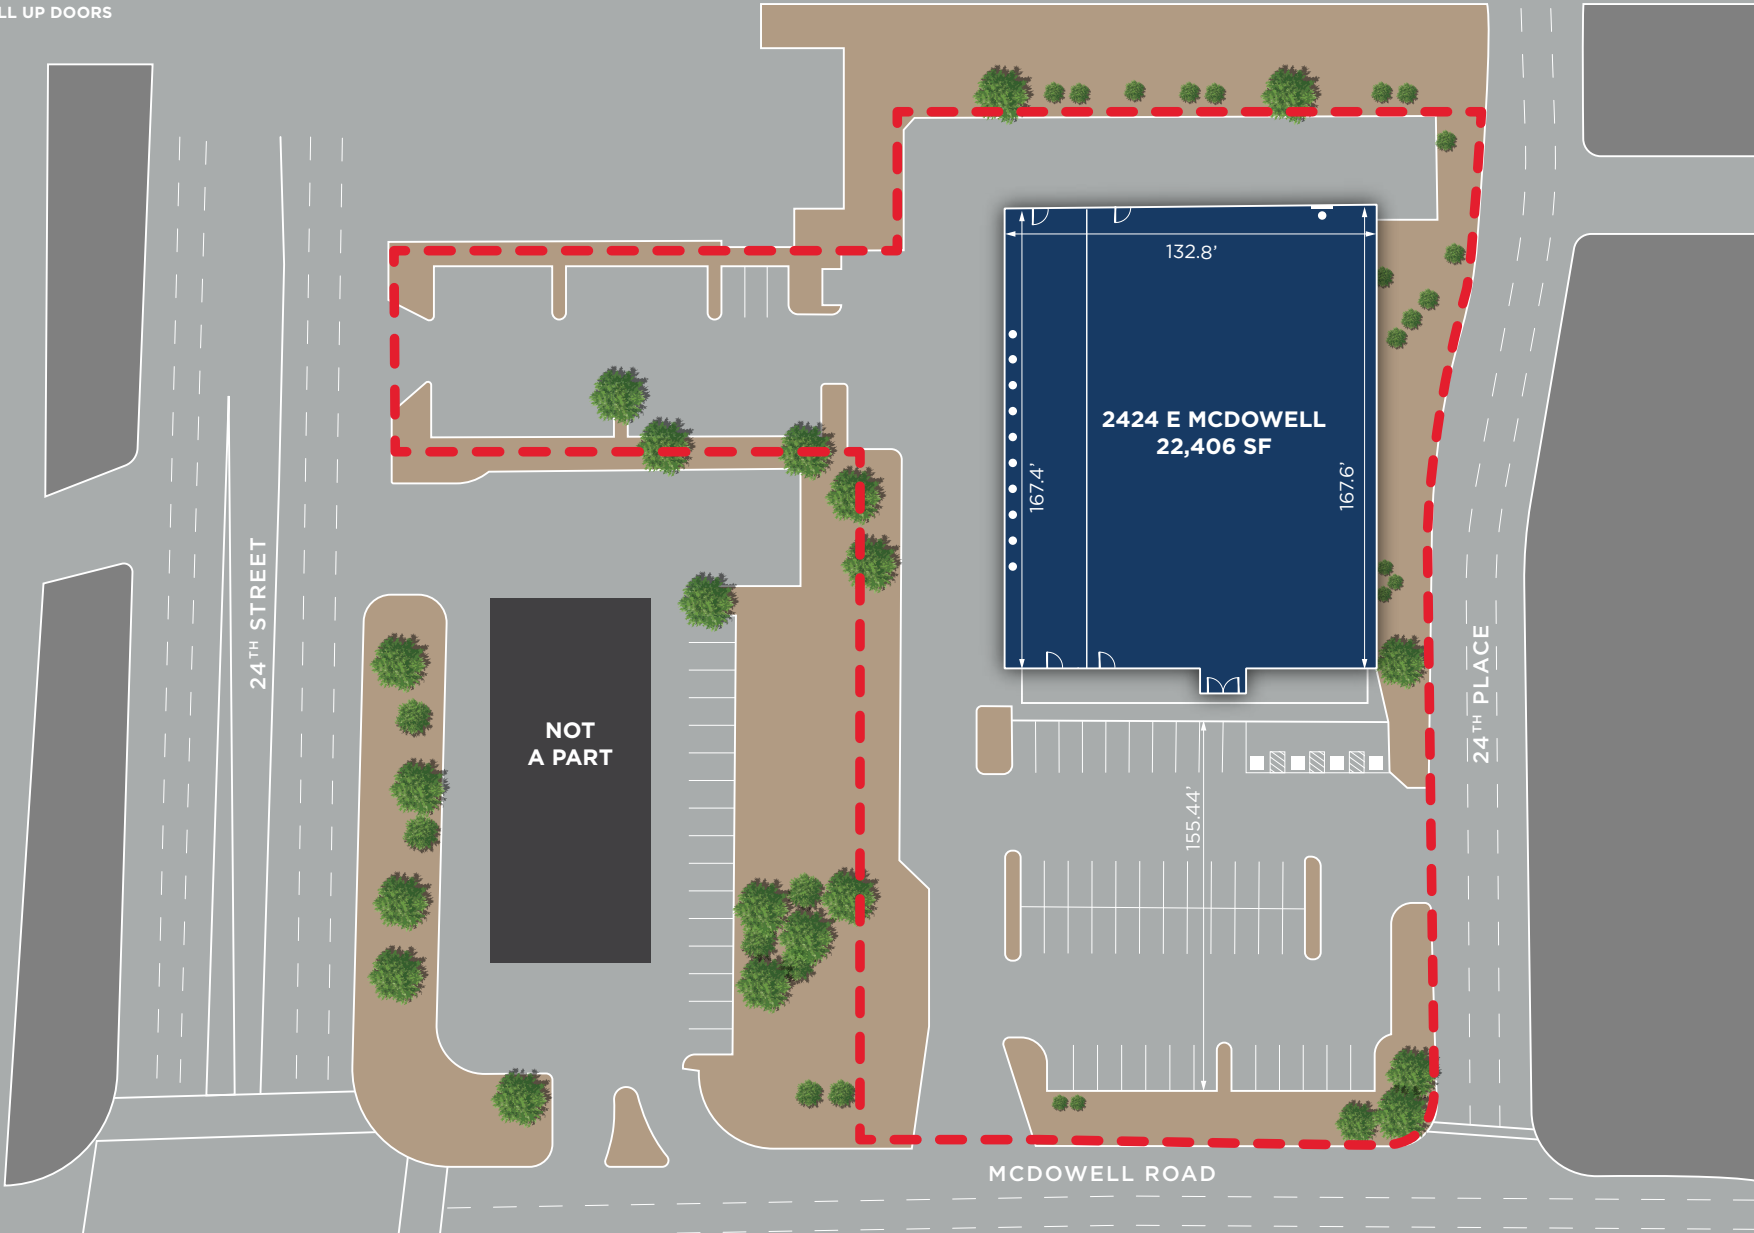 LL UP DOORS
132.8’
2424 E MCDOWELL
22,406 SF
167.4’
167.6’
24TH STREET
NOT
A PART
24TH PLACE
155.44’
MCDOWELL ROAD